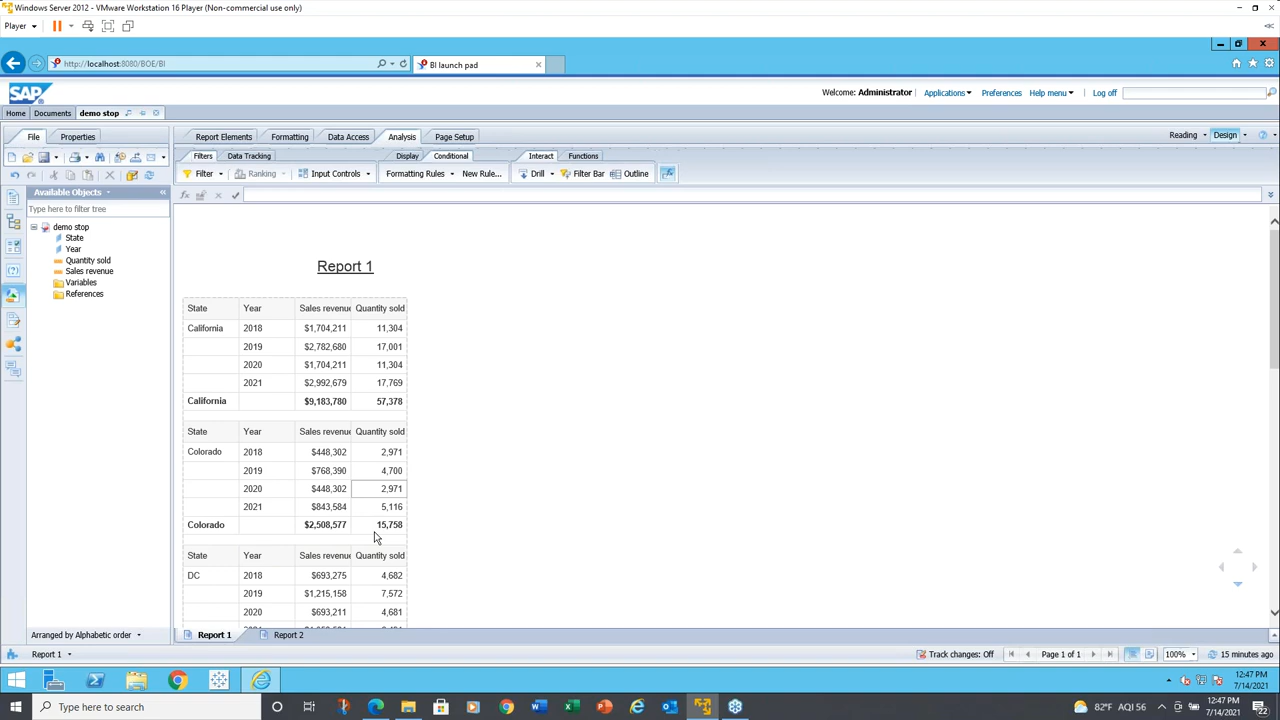 Windows Server 2012 - VMware Workstation 16 Player (Non-commercial use only)
Player
http://localhost:8080/BOE/BI
BI launch pad
SAP
Welcome: Administrator Applications Preferences Help menu Log off
Home Documents demo stop
File Properties
Report Elements Formatting Data Access Analysis Page Setup
Reading Design
Filters Data Tracking Display Conditional Interact Functions
Filter Ranking Input Controls Formatting Rules New Rule... Drill Filter Bar Outline
Available Objects
Type here to filter tree
demo stop
State
Year
Quantity sold
Sales revenue
Variables
References
Report 1
State Year Sales revenue Quantity sold
California 2018 $1,704,211 11,304
2019 $2,782,680 17,001
2020 $1,704,211 11,304
2021 $2,992,679 17,769
California $9,183,780 57,378
State Year Sales revenue Quantity sold
Colorado 2018 $448,302 2,971
2019 $768,390 4,700
2020 $448,302 2,971
2021 $843,584 5,116
Colorado $2,508,577 15,758
State Year Sales revenue Quantity sold
DC 2018 $693,275 4,682
2019 $1,215,158 7,572
2020 $693,211 4,681
Arranged by Alphabetic order
Report 1 Report 2
Report 1
Track changes: Off Page 1 of 1 100% 15 minutes ago
12:47 PM
7/14/2021
Type here to search
82°F AQI 56
12:47 PM
7/14/2021
22